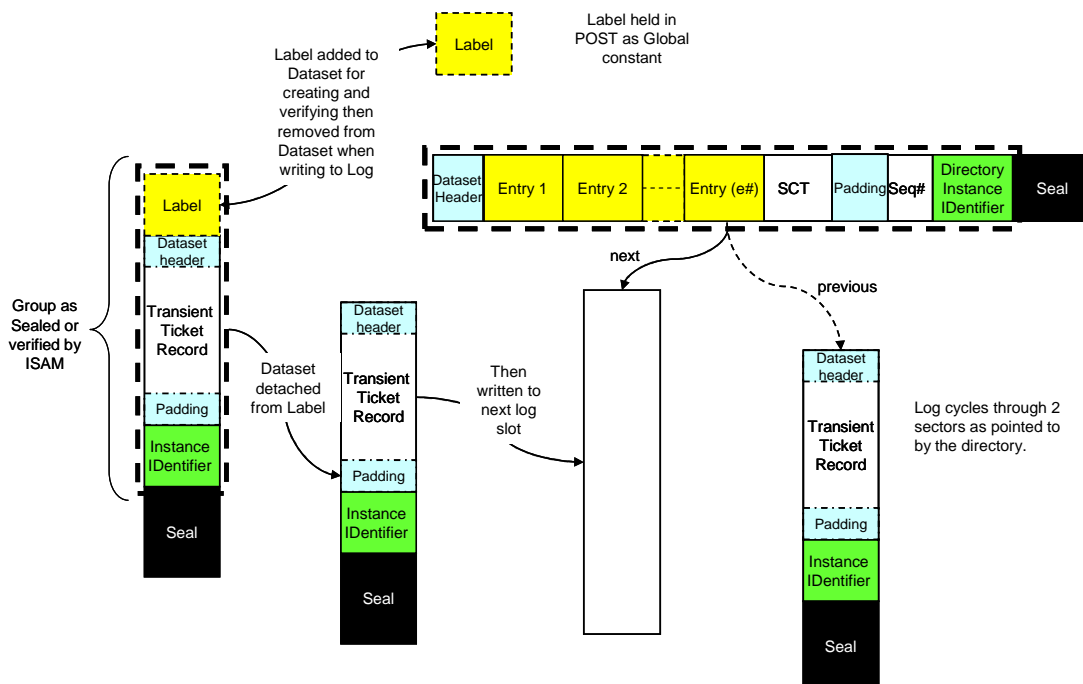 Label
Label held in
POST as Global
constant
Label added to
Dataset for
creating and
verifying then
removed from
Dataset when
writing to Log
Dataset
Header
Entry 1
Entry 2
Entry (e#)
SCT
Padding
Seq#
Directory
Instance
IDentifier
Seal
Group as
Sealed or
verified by
ISAM
Label
Dataset
header
Transient
Ticket
Record
Padding
Instance
IDentifier
Seal
Dataset
detached
from Label
Dataset
header
Transient
Ticket
Record
Padding
Instance
IDentifier
Seal
Then
written to
next log
slot
next
previous
Dataset
header
Transient
Ticket
Record
Padding
Instance
IDentifier
Seal
Log cycles through 2
sectors as pointed to
by the directory.